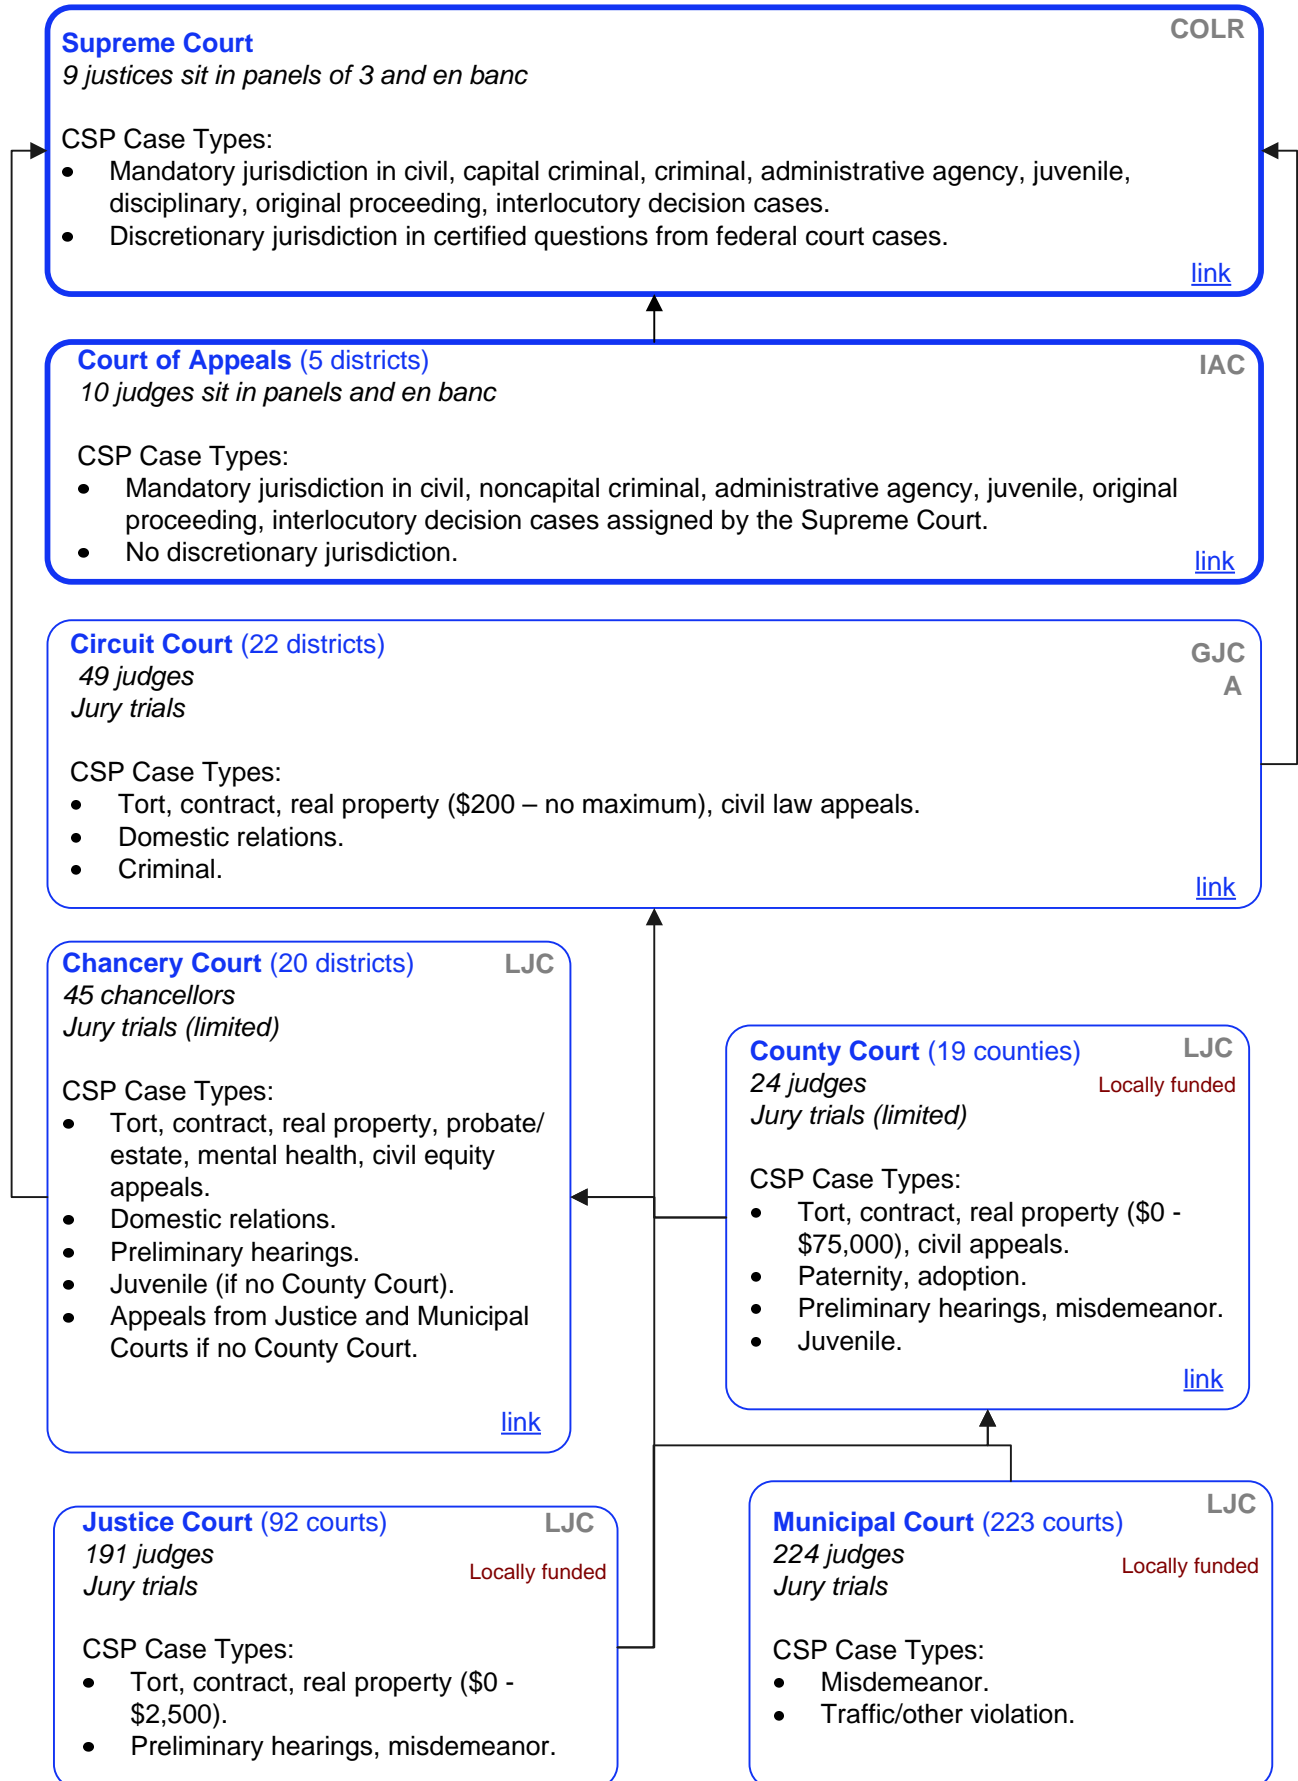 Supreme Court
COLR
9 justices sit in panels of 3 and en banc
CSP Case Types:
• Mandatory jurisdiction in civil, capital criminal, criminal, administrative agency, juvenile,
disciplinary, original proceeding, interlocutory decision cases.
• Discretionary jurisdiction in certified questions from federal court cases.
link
Court of Appeals (5 districts)
IAC
10 judges sit in panels and en banc
CSP Case Types:
• Mandatory jurisdiction in civil, noncapital criminal, administrative agency, juvenile, original
proceeding, interlocutory decision cases assigned by the Supreme Court.
• No discretionary jurisdiction.
link
Circuit Court (22 districts)
GJC
A
49 judges
Jury trials
CSP Case Types:
• Tort, contract, real property ($200 – no maximum), civil law appeals.
• Domestic relations.
• Criminal.
link
Chancery Court (20 districts)
LJC
45 chancellors
Jury trials (limited)
CSP Case Types:
• Tort, contract, real property, probate/
estate, mental health, civil equity
appeals.
• Domestic relations.
• Preliminary hearings.
• Juvenile (if no County Court).
• Appeals from Justice and Municipal
Courts if no County Court.
link
County Court (19 counties)
LJC
24 judges
Locally funded
Jury trials (limited)
CSP Case Types:
• Tort, contract, real property ($0 -
$75,000), civil appeals.
• Paternity, adoption.
• Preliminary hearings, misdemeanor.
• Juvenile.
link
Justice Court (92 courts)
LJC
191 judges
Locally funded
Jury trials
CSP Case Types:
• Tort, contract, real property ($0 -
$2,500).
• Preliminary hearings, misdemeanor.
Municipal Court (223 courts)
LJC
224 judges
Locally funded
Jury trials
CSP Case Types:
• Misdemeanor.
• Traffic/other violation.